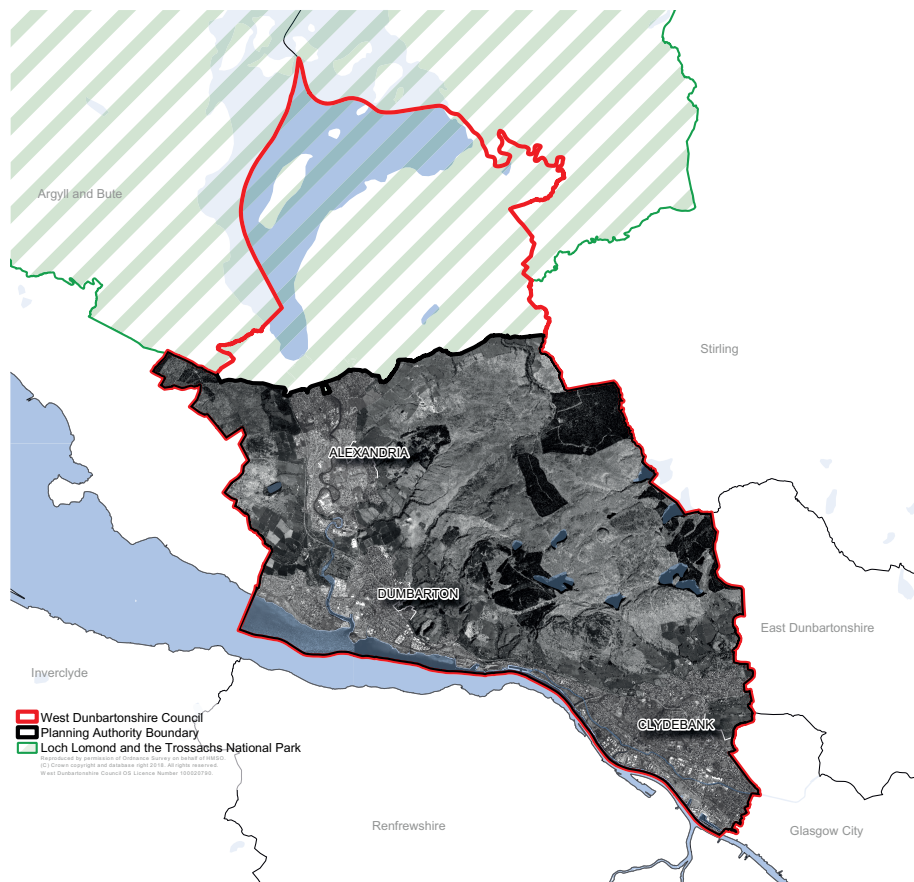 Argyll and Bute
Stirling
ALEXANDRIA
DUMBARTON
East Dunbartonshire
Inverclyde
CLYDEBANK
West Dunbartonshire Council
Planning Authority Boundary
Loch Lomond and the Trossachs National Park
Reproduced by permission of Ordnance Survey on behalf of HMSO.
(C) Crown copyright and database right 2018. All rights reserved.
West Dunbartonshire Council OS Licence Number 100020790.
Renfrewshire
Glasgow City